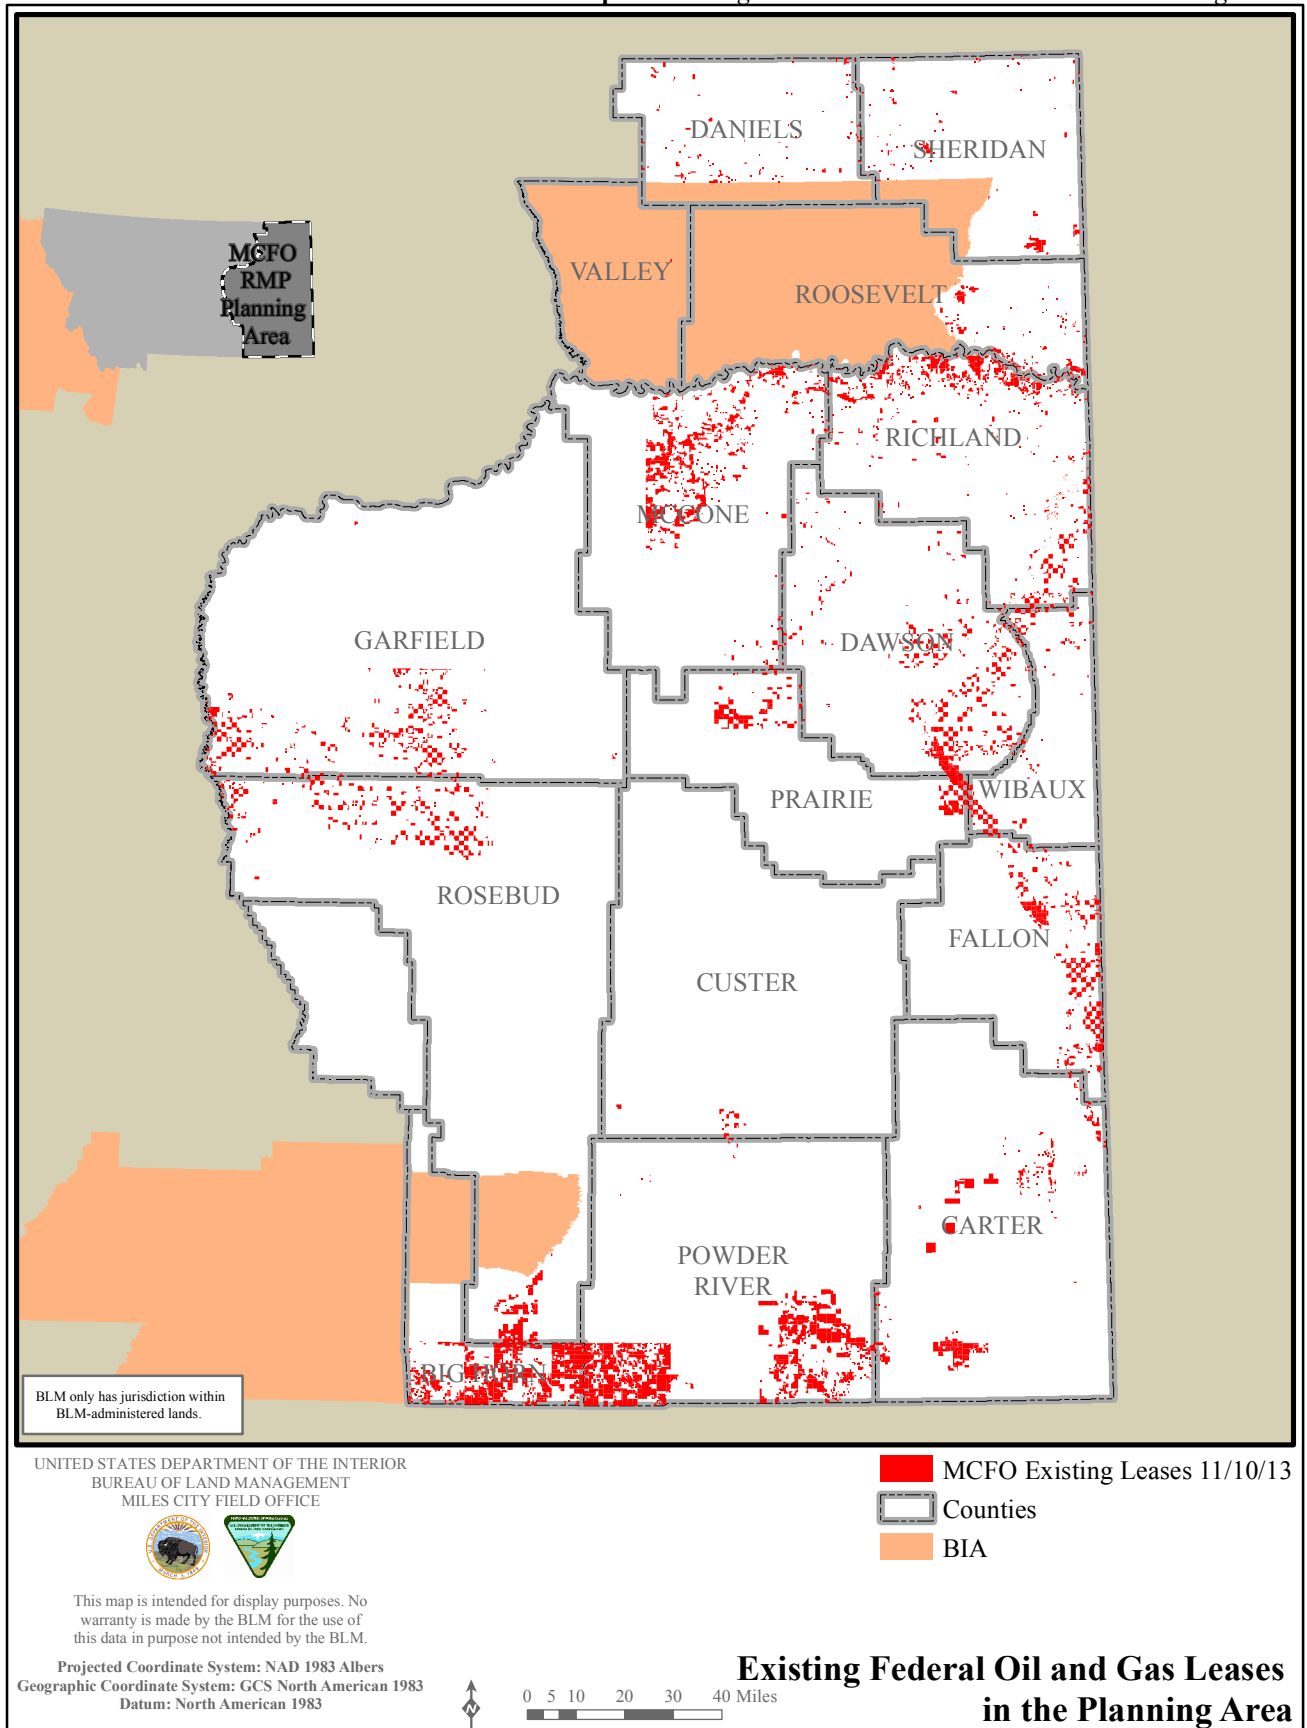 DANIELS
SHERIDAN
MCFO
RMP
Planning
Area
VALLEY
ROOSEVELT
RICHLAND
MCCONE
GARFIELD
DAWSON
PRAIRIE
WIBAUX
ROSEBUD
FALLON
CUSTER
CARTER
POWDER
RIVER
BIG HORN
BLM only has jurisdiction within
BLM-administered lands.
UNITED STATES DEPARTMENT OF THE INTERIOR
BUREAU OF LAND MANAGEMENT
MILES CITY FIELD OFFICE
This map is intended for display purposes. No
warranty is made by the BLM for the use of
this data in purpose not intended by the BLM.
Projected Coordinate System: NAD 1983 Albers
Geographic Coordinate System: GCS North American 1983
Datum: North American 1983
N
0 5 10 20 30 40 Miles
MCFO Existing Leases 11/10/13
Counties
BIA
Existing Federal Oil and Gas Leases
in the Planning Area